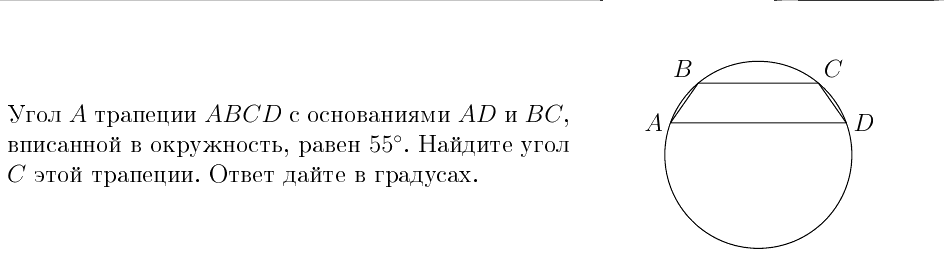 Угол A трапеции ABCD с основаниями AD и BC,
вписанной в окружность, равен 55°. Найдите угол
C этой трапеции. Ответ дайте в градусах.
B C
A D